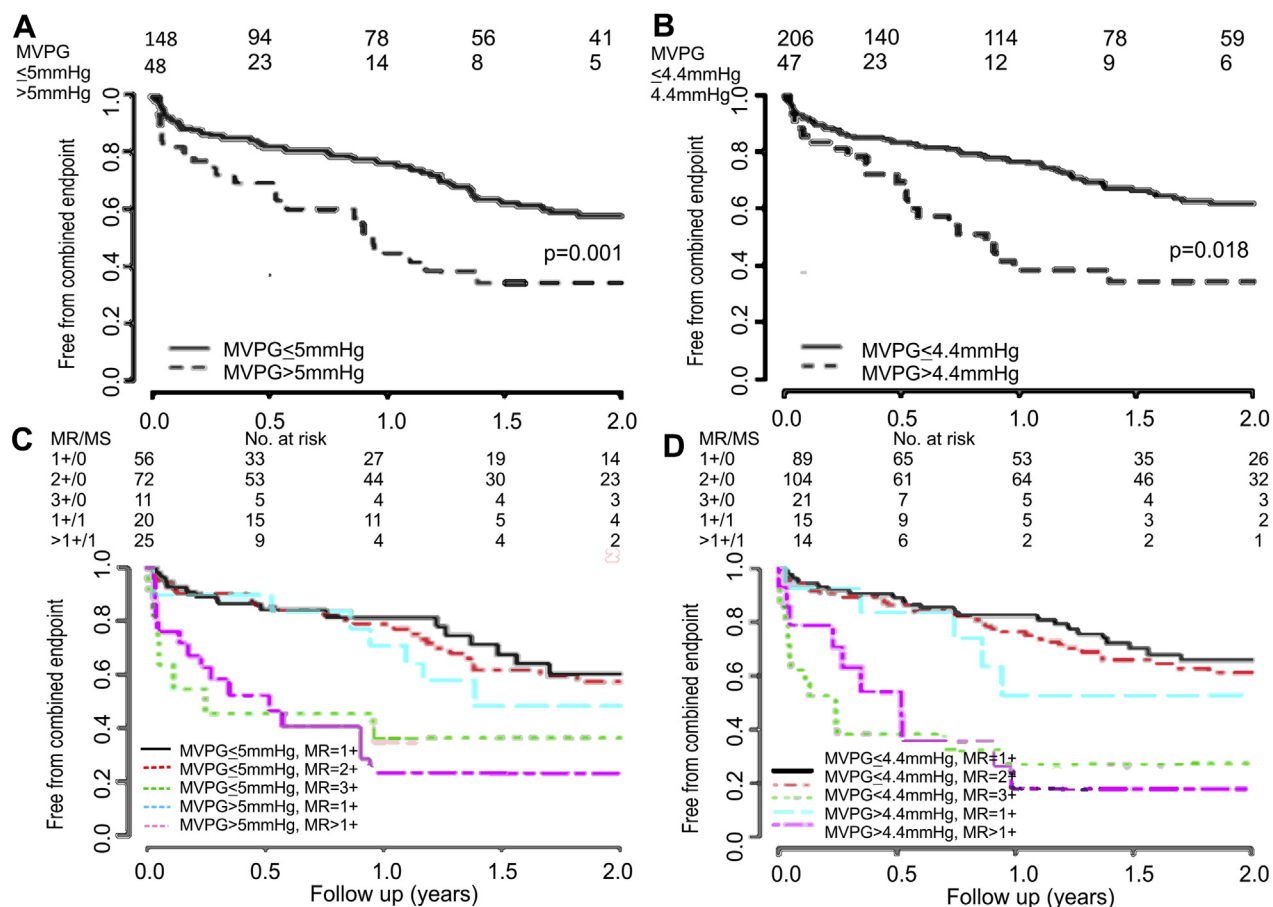 A
148 94 78 56 41
MVPG
≤5mmHg
48 23 14 8 5
>5mmHg
Free from combined endpoint
1.0
0.8
0.6
0.4
0.2
0.0
p=0.001
MVPG≤5mmHg
MVPG>5mmHg
0.0 0.5 1.0 1.5 2.0
B
206 140 114 78 59
MVPG
≤4.4mmHg
47 23 12 9 6
4.4mmHg
Free from combined endpoint
1.0
0.8
0.6
0.4
0.2
0.0
p=0.018
MVPG≤4.4mmHg
MVPG>4.4mmHg
0.0 0.5 1.0 1.5 2.0
C
MR/MS No. at risk
1+/0 56 33 27 19 14
2+/0 72 53 44 30 23
3+/0 11 5 4 4 3
1+/1 20 15 11 5 4
>1+/1 25 9 4 4 2
Free from combined endpoint
1.0
0.8
0.6
0.4
0.2
0.0
MVPG≤5mmHg, MR=1+
MVPG≤5mmHg, MR=2+
MVPG≤5mmHg, MR=3+
MVPG>5mmHg, MR=1+
MVPG>5mmHg, MR>1+
0.0 0.5 1.0 1.5 2.0
Follow up (years)
D
MR/MS No. at risk
1+/0 89 65 53 35 26
2+/0 104 61 64 46 32
3+/0 21 7 5 4 3
1+/1 15 9 5 3 2
>1+/1 14 6 2 2 1
Free from combined endpoint
1.0
0.8
0.6
0.4
0.2
0.0
MVPG≤4.4mmHg, MR=1+
MVPG<4.4mmHg, MR=2+
MVPG<4.4mmHg, MR=3+
MVPG>4.4mmHg, MR=1+
MVPG>4.4mmHg, MR>1+
0.0 0.5 1.0 1.5 2.0
Follow up (years)